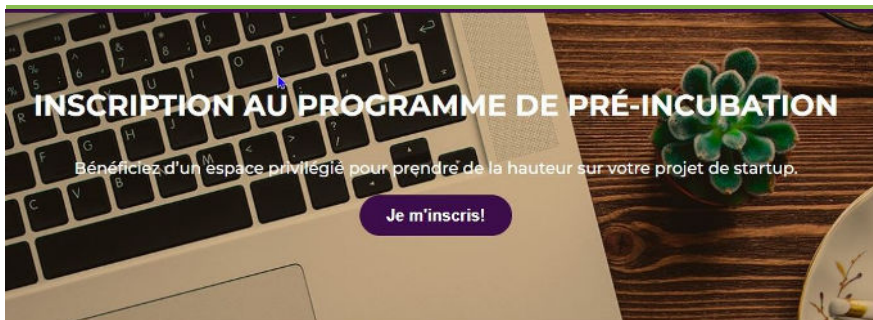 INSCRIPTION AU PROGRAMME DE PRÉ-INCUBATION
Bénéficiez d'un espace privilégié pour prendre de la hauteur sur votre projet de startup.
Je m'inscris!